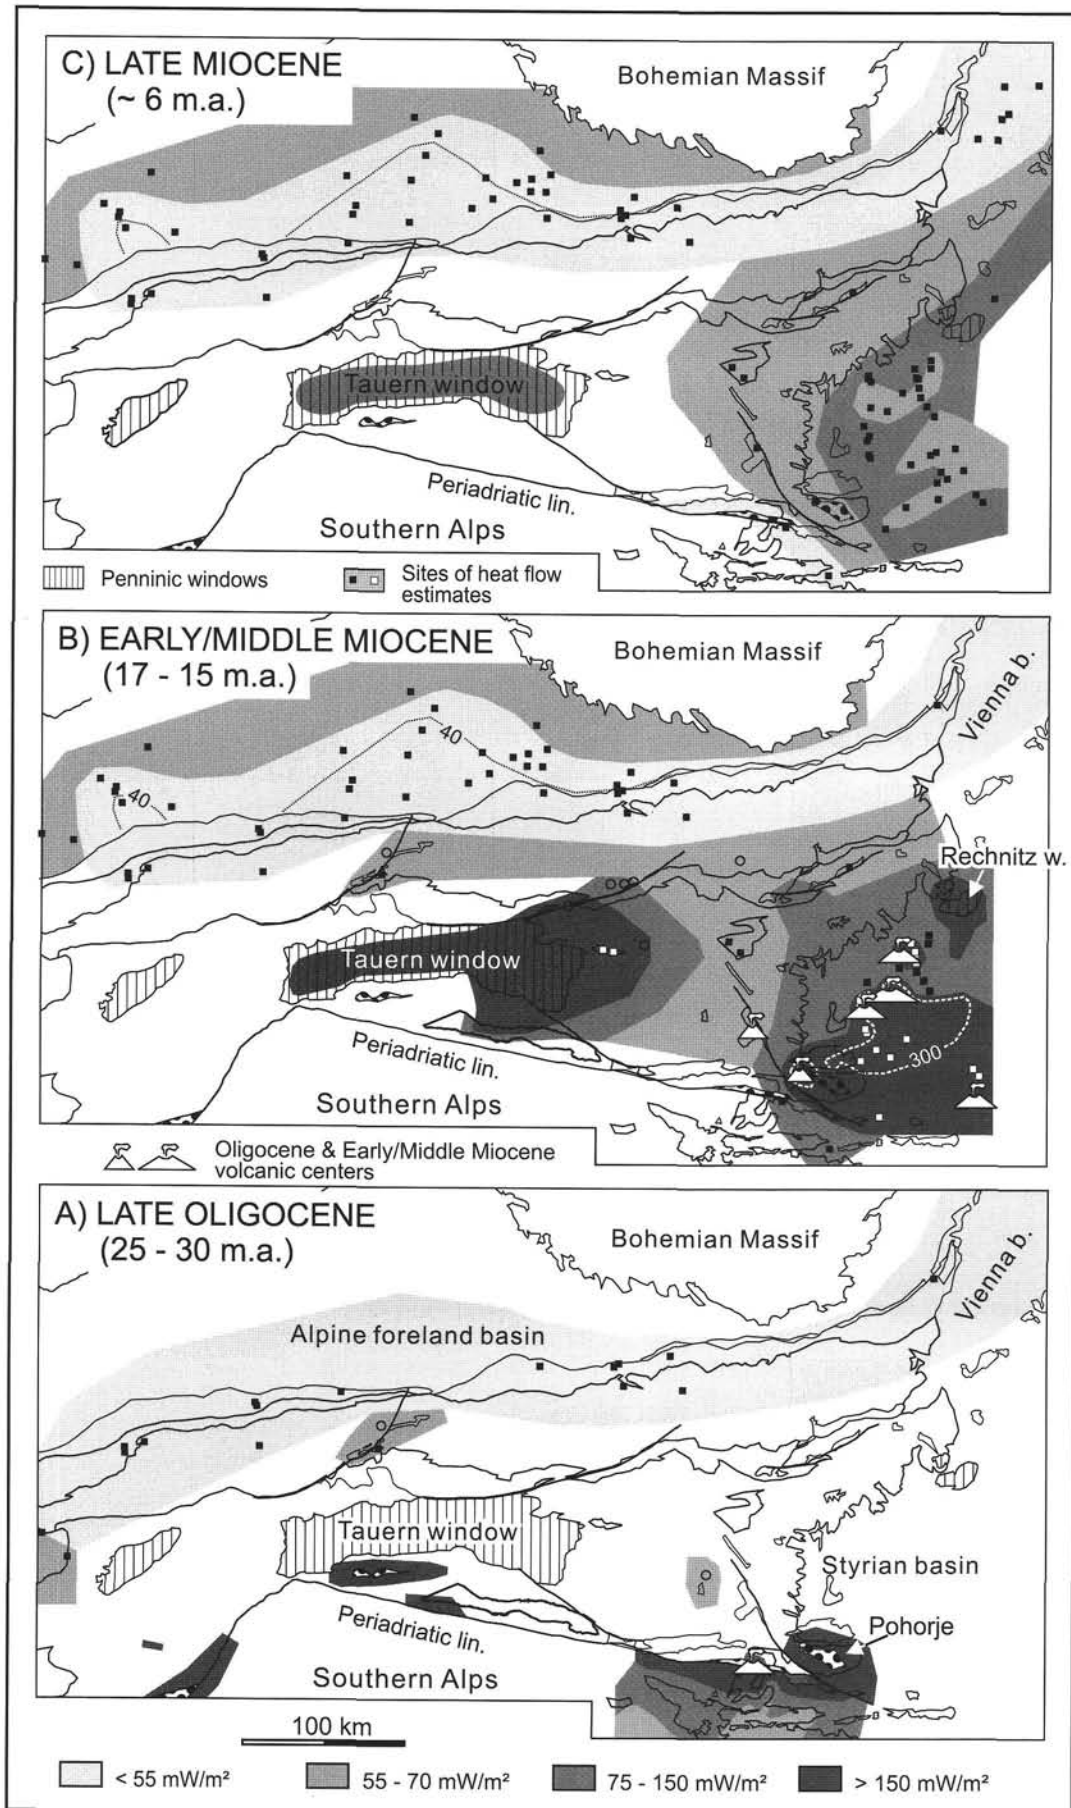 C) LATE MIOCENE
(~ 6 m.a.)
Bohemian Massif
Tauern window
Periadriatic lin.
Southern Alps
Penninic windows
Sites of heat flow
estimates
B) EARLY/MIDDLE MIOCENE
(17 - 15 m.a.)
Bohemian Massif
Vienna b.
40
40
Rechnitz w.
Tauern window
300
Periadriatic lin.
Southern Alps
Oligocene & Early/Middle Miocene
volcanic centers
A) LATE OLIGOCENE
(25 - 30 m.a.)
Bohemian Massif
Vienna b.
Alpine foreland basin
Tauern window
Styrian basin
Pohorje
Periadriatic lin.
Southern Alps
100 km
< 55 mW/m²
55 - 70 mW/m²
75 - 150 mW/m²
> 150 mW/m²